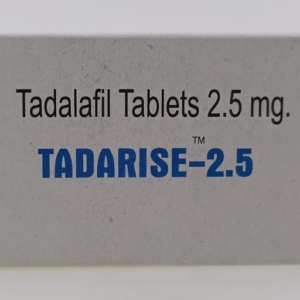 Tadalafil Tablets 2.5 mg.
TADARISE-2.5™